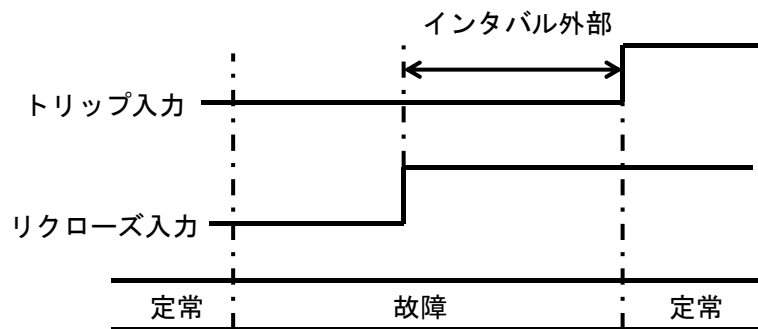 インタバル外部
トリップ入力
リクローズ入力
定常 故障 定常